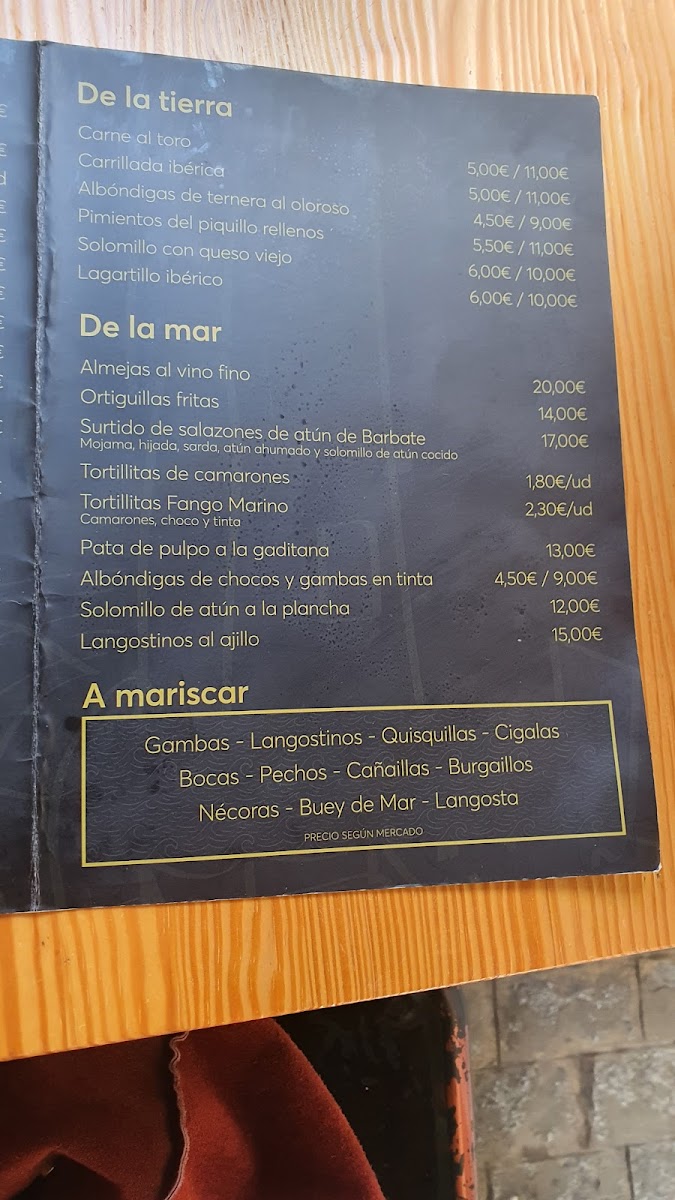 De la tierra
Carne al toro 5,00€ / 11,00€
Carrillada ibérica 5,00€ / 11,00€
Albóndigas de ternera al oloroso 4,50€ / 9,00€
Pimientos del piquillo rellenos 5,50€ / 11,00€
Solomillo con queso viejo 6,00€ / 10,00€
Lagartillo ibérico 6,00€ / 10,00€
De la mar
Almejas al vino fino 20,00€
Ortiguillas fritas 14,00€
Surtido de salazones de atún de Barbate 17,00€
Mojama, hijada, sarda, atún ahumado y solomillo de atún cocido
Tortillitas de camarones 1,80€/ud
Tortillitas Fango Marino 2,30€/ud
Camarones, choco y tinta
Pata de pulpo a la gaditana 13,00€
Albóndigas de chocos y gambas en tinta 4,50€ / 9,00€
Solomillo de atún a la plancha 12,00€
Langostinos al ajillo 15,00€
A mariscar
Gambas - Langostinos - Quisquillas - Cigalas
Bocas - Pechos - Cañaillas - Burgaillos
Nécoras - Buey de Mar - Langosta
PRECIO SEGÚN MERCADO